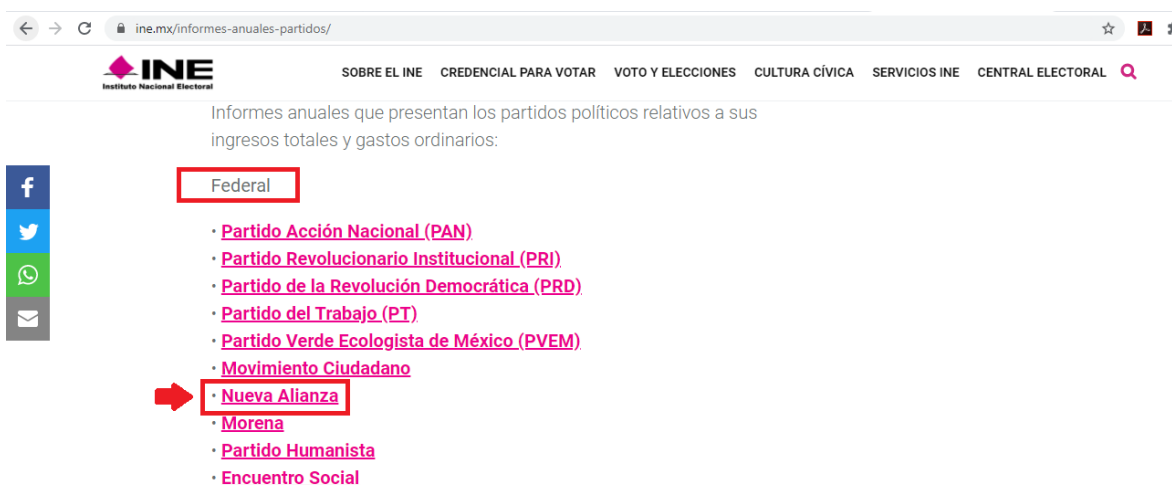 ine.mx/informes-anuales-partidos/
INE
Instituto Nacional Electoral
SOBRE EL INE CREDENCIAL PARA VOTAR VOTO Y ELECCIONES CULTURA CÍVICA SERVICIOS INE CENTRAL ELECTORAL
Informes anuales que presentan los partidos políticos relativos a sus
ingresos totales y gastos ordinarios:
Federal
• Partido Acción Nacional (PAN)
• Partido Revolucionario Institucional (PRI)
• Partido de la Revolución Democrática (PRD)
• Partido del Trabajo (PT)
• Partido Verde Ecologista de México (PVEM)
• Movimiento Ciudadano
• Nueva Alianza
• Morena
• Partido Humanista
• Encuentro Social